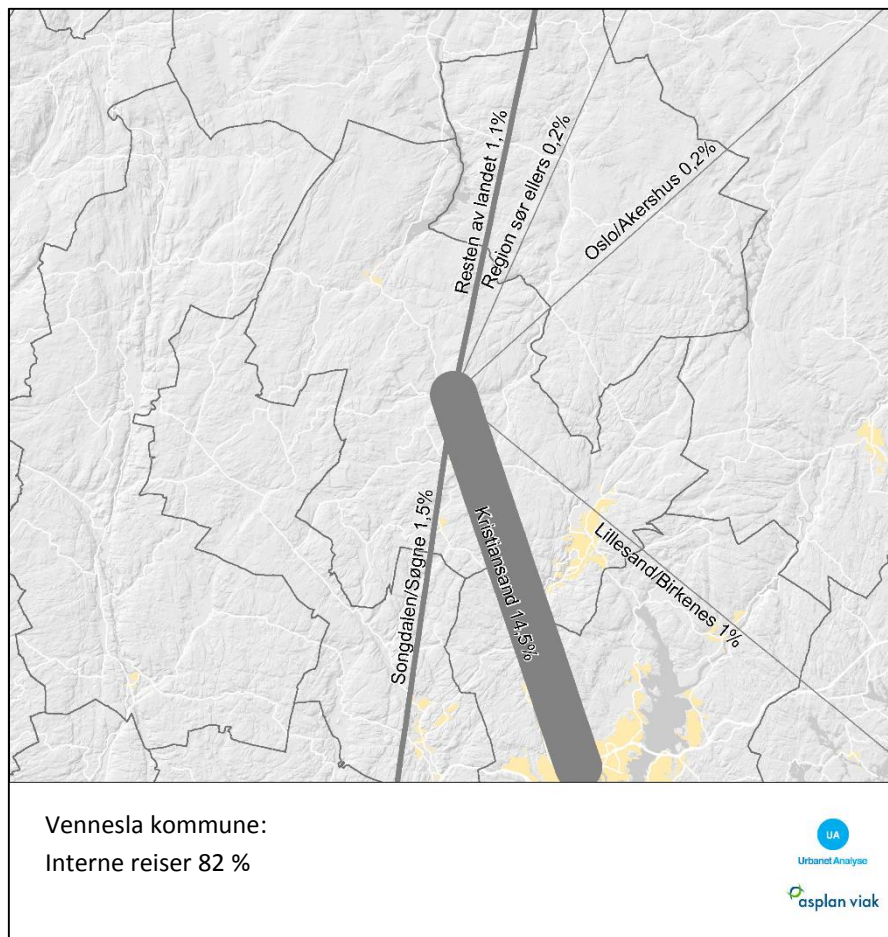 Resten av landet 1,1%
Region sør ellers 0,2%
Oslo/Akershus 0,2%
Songdalen/Søgne 1,5%
Kristiansand 14,5%
Lillesand/Birkenes 1%
Vennesla kommune:
Interne reiser 82 %
UA
Urbanet Analyse
asplan viak